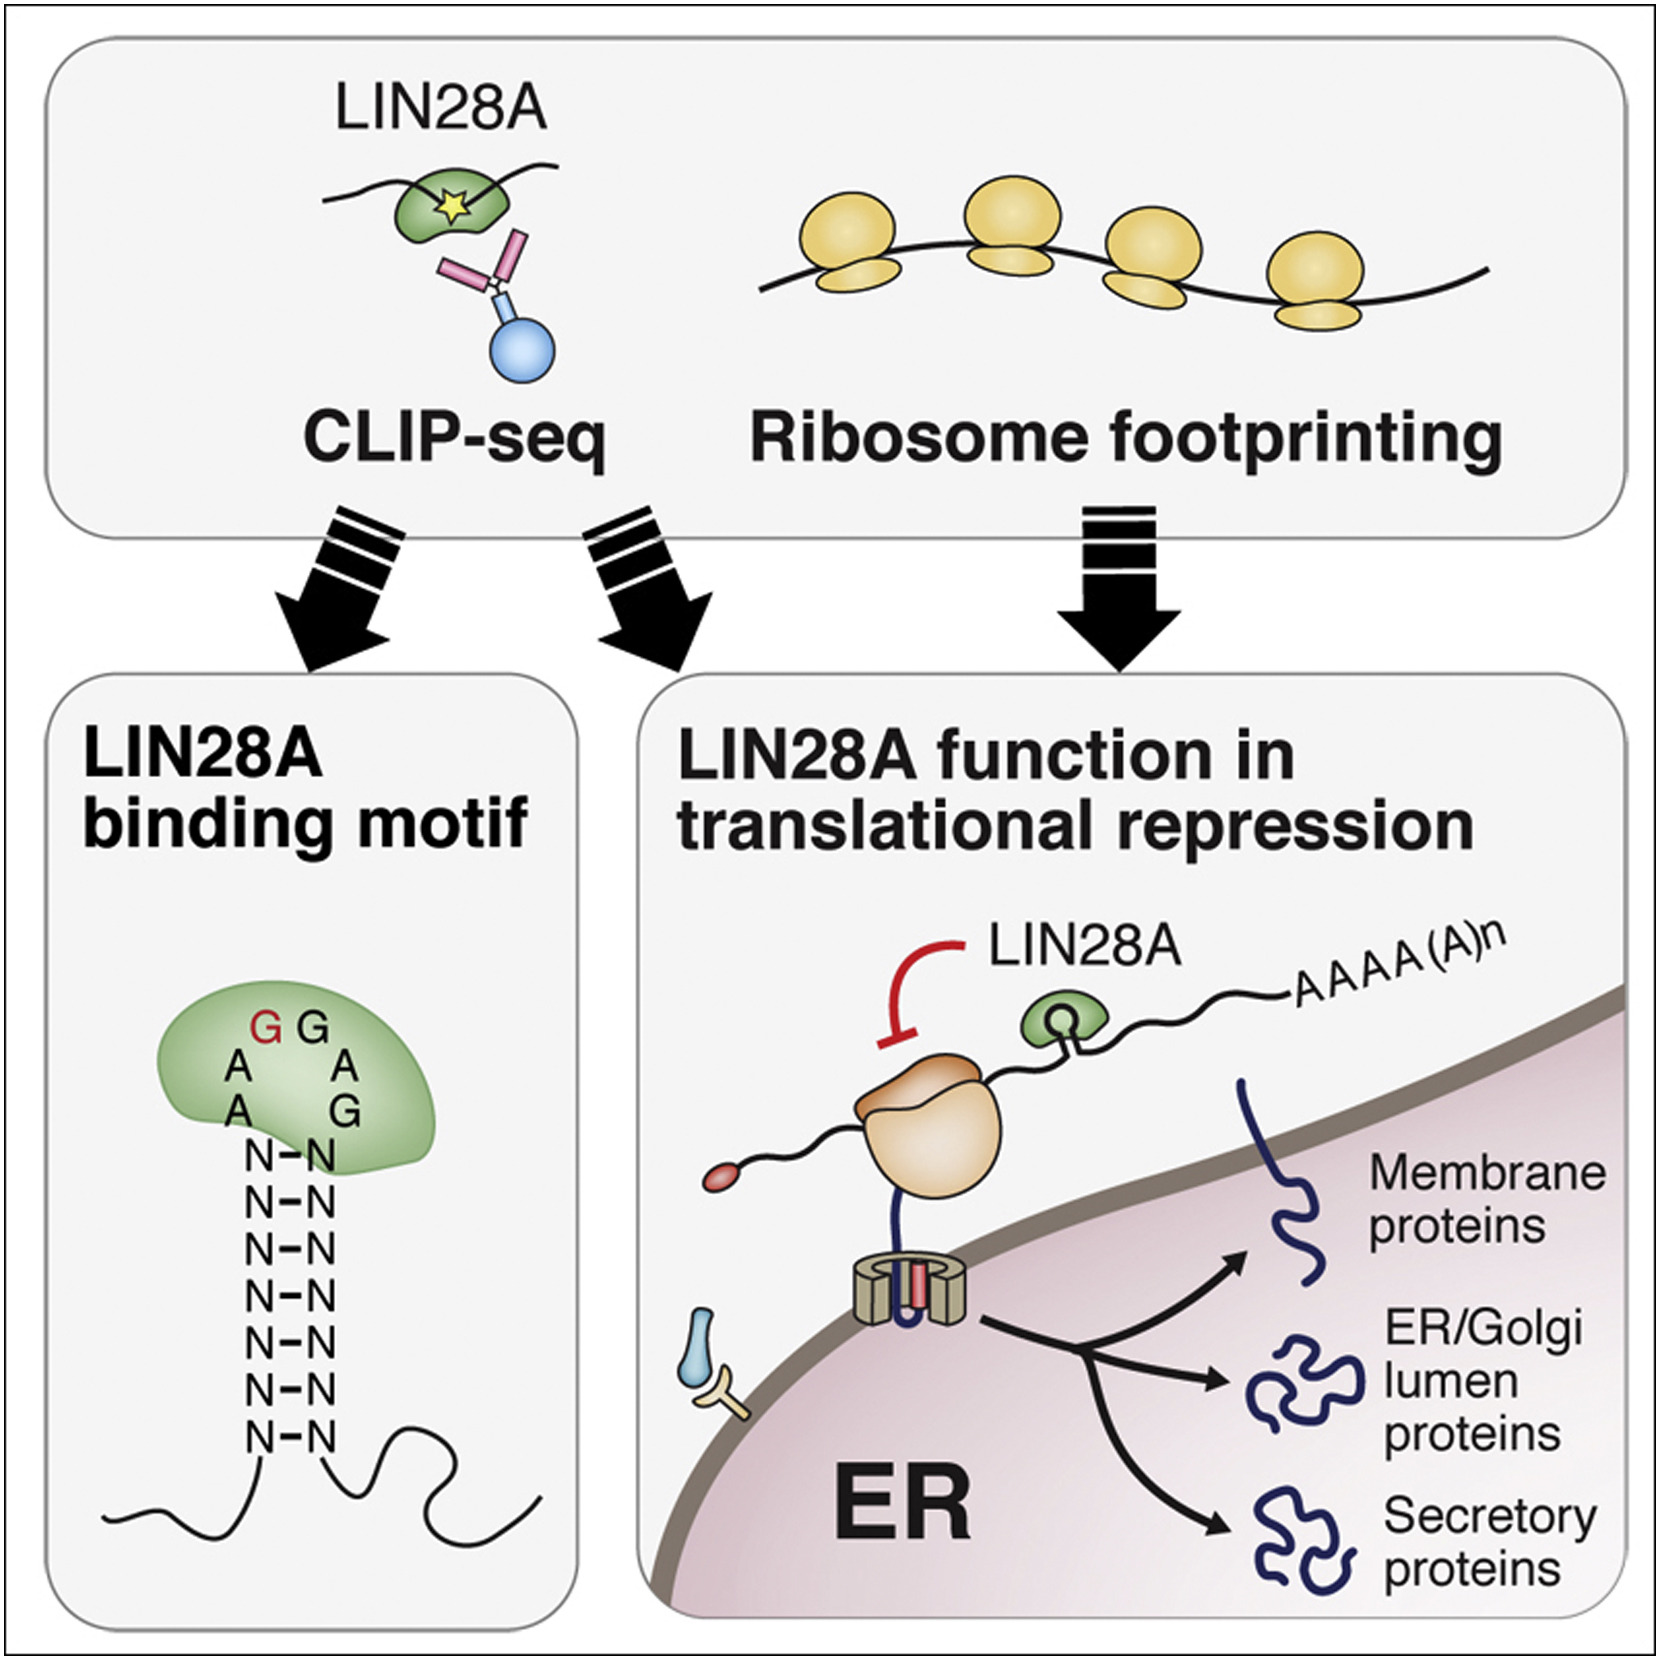 LIN28A
CLIP-seq
Ribosome footprinting
LIN28A
binding motif
G G
A A
A G
N-N
N-N
N-N
N-N
N-N
N-N
N-N
LIN28A function in
translational repression
LIN28A
AAAA(A)n
Membrane
proteins
ER/Golgi
lumen
proteins
Secretory
proteins
ER